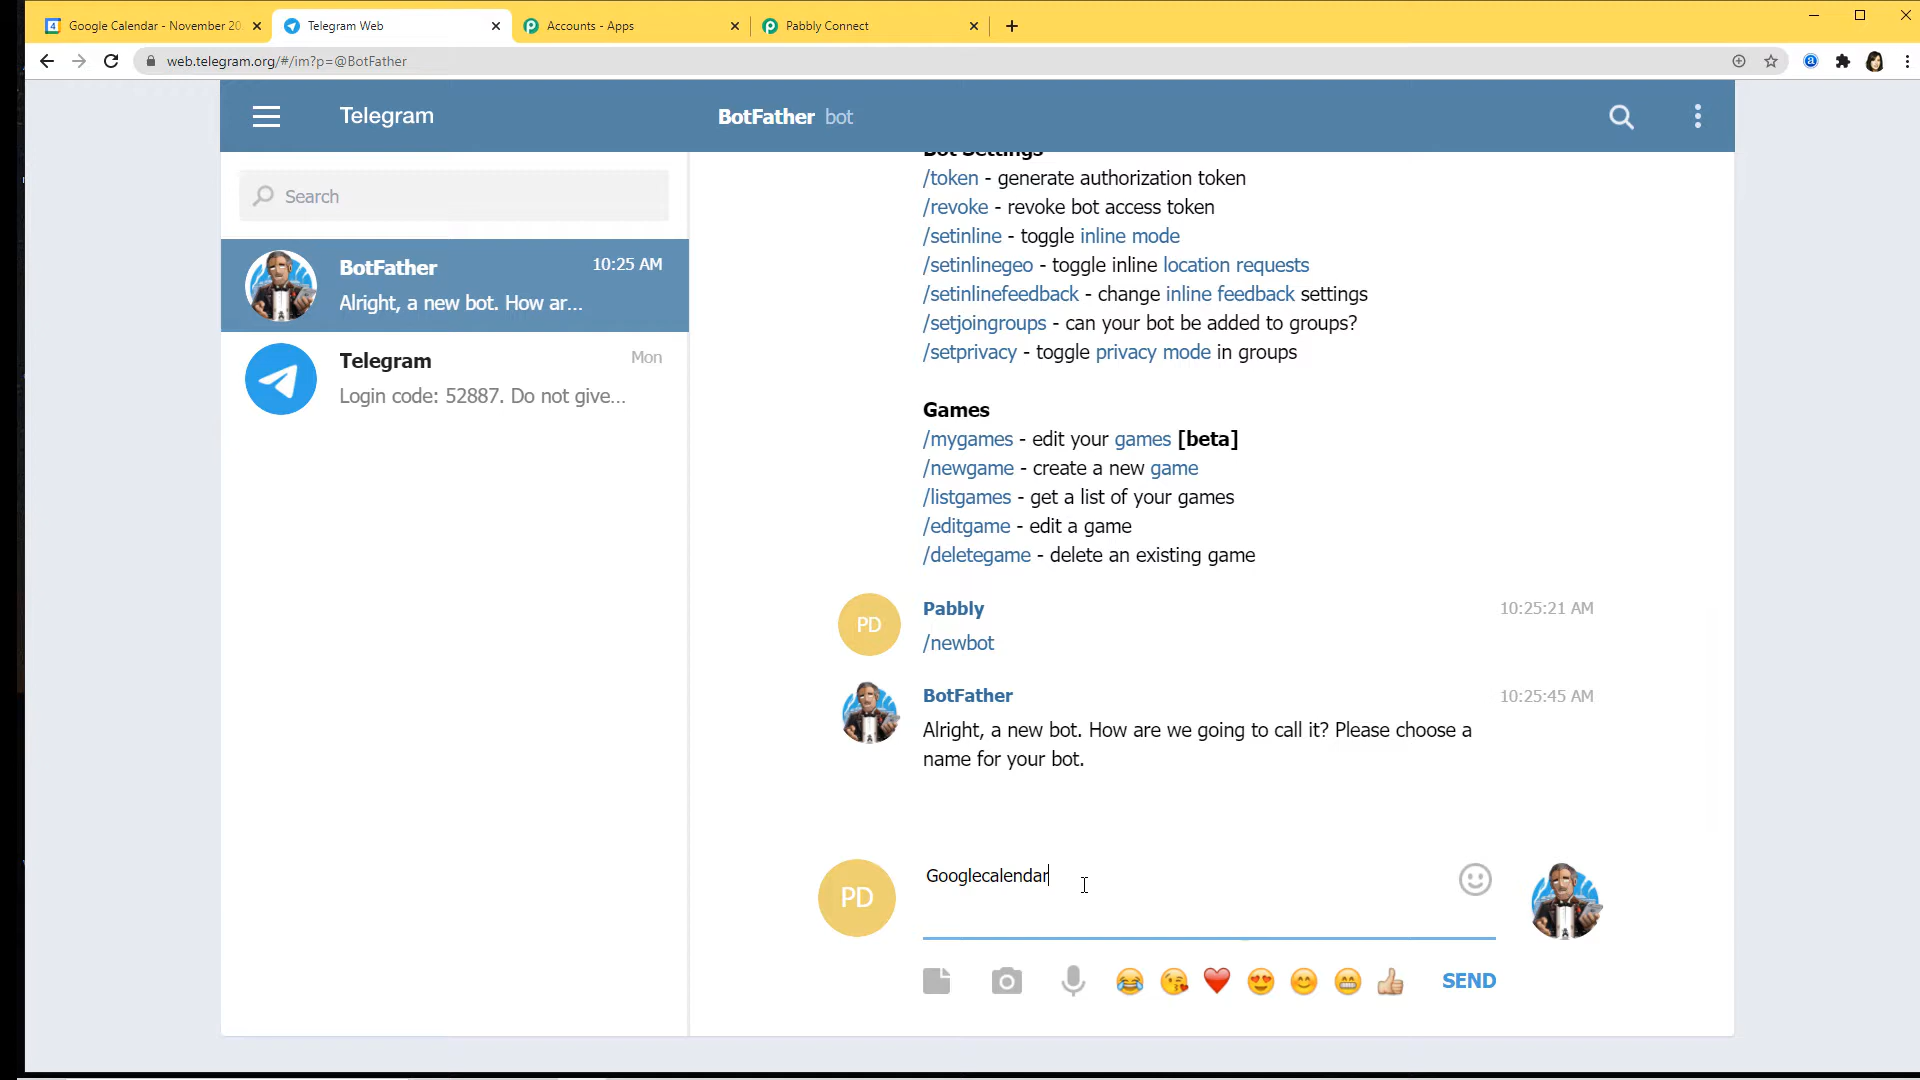 Google Calendar - November 20
Telegram Web
Accounts - Apps
Pabbly Connect
web.telegram.org/#/im?p=@BotFather
Telegram
BotFather bot
Search
BotFather 10:25 AM
Alright, a new bot. How ar...
Telegram Mon
Login code: 52887. Do not give...
Bot Settings
/token - generate authorization token
/revoke - revoke bot access token
/setinline - toggle inline mode
/setinlinegeo - toggle inline location requests
/setinlinefeedback - change inline feedback settings
/setjoingroups - can your bot be added to groups?
/setprivacy - toggle privacy mode in groups
Games
/mygames - edit your games [beta]
/newgame - create a new game
/listgames - get a list of your games
/editgame - edit a game
/deletegame - delete an existing game
PD
Pabbly 10:25:21 AM
/newbot
BotFather 10:25:45 AM
Alright, a new bot. How are we going to call it? Please choose a
name for your bot.
PD
Googlecalendar
SEND